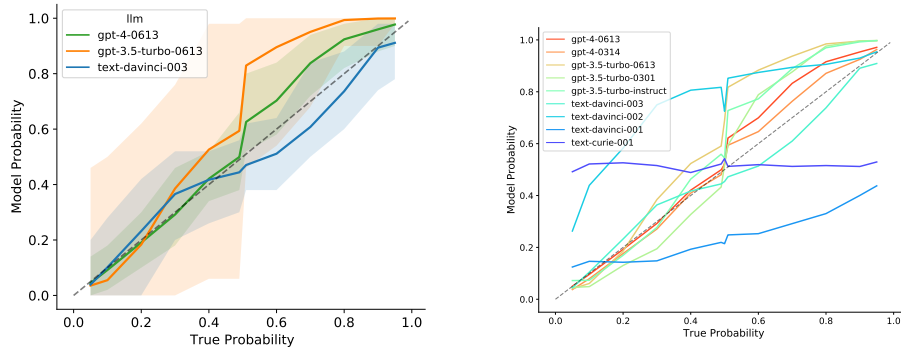 llm
gpt-4-0613
gpt-3.5-turbo-0613
text-davinci-003
1.0
0.8
0.6
0.4
0.2
0.0
Model Probability
0.0 0.2 0.4 0.6 0.8 1.0
True Probability
gpt-4-0613
gpt-4-0314
gpt-3.5-turbo-0613
gpt-3.5-turbo-0301
gpt-3.5-turbo-instruct
text-davinci-003
text-davinci-002
text-davinci-001
text-curie-001
1.0
0.8
0.6
0.4
0.2
0.0
Model Probability
0.0 0.2 0.4 0.6 0.8 1.0
True Probability